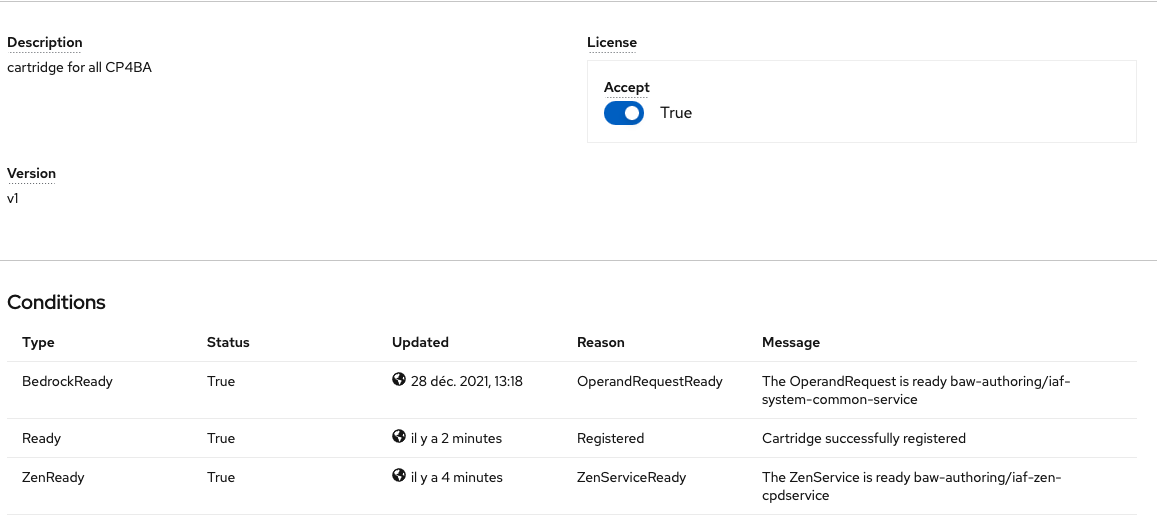 Description
License
cartridge for all CP4BA
Accept
True
Version
v1
Conditions
Type Status Updated Reason Message
BedrockReady True 28 déc. 2021, 13:18 OperandRequestReady The OperandRequest is ready baw-authoring/iaf-
system-common-service
Ready True il y a 2 minutes Registered Cartridge successfully registered
ZenReady True il y a 4 minutes ZenServiceReady The ZenService is ready baw-authoring/iaf-zen-
cpdservice